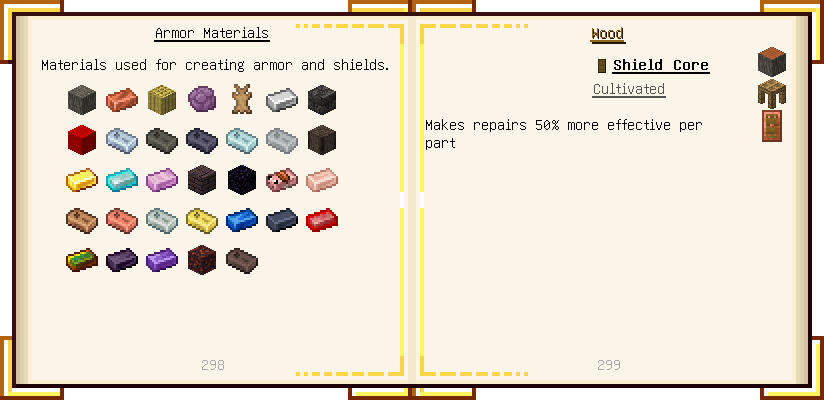 Armor Materials
Materials used for creating armor and shields.
298
Wood
Shield Core
Cultivated
Makes repairs 50% more effective per
part
299